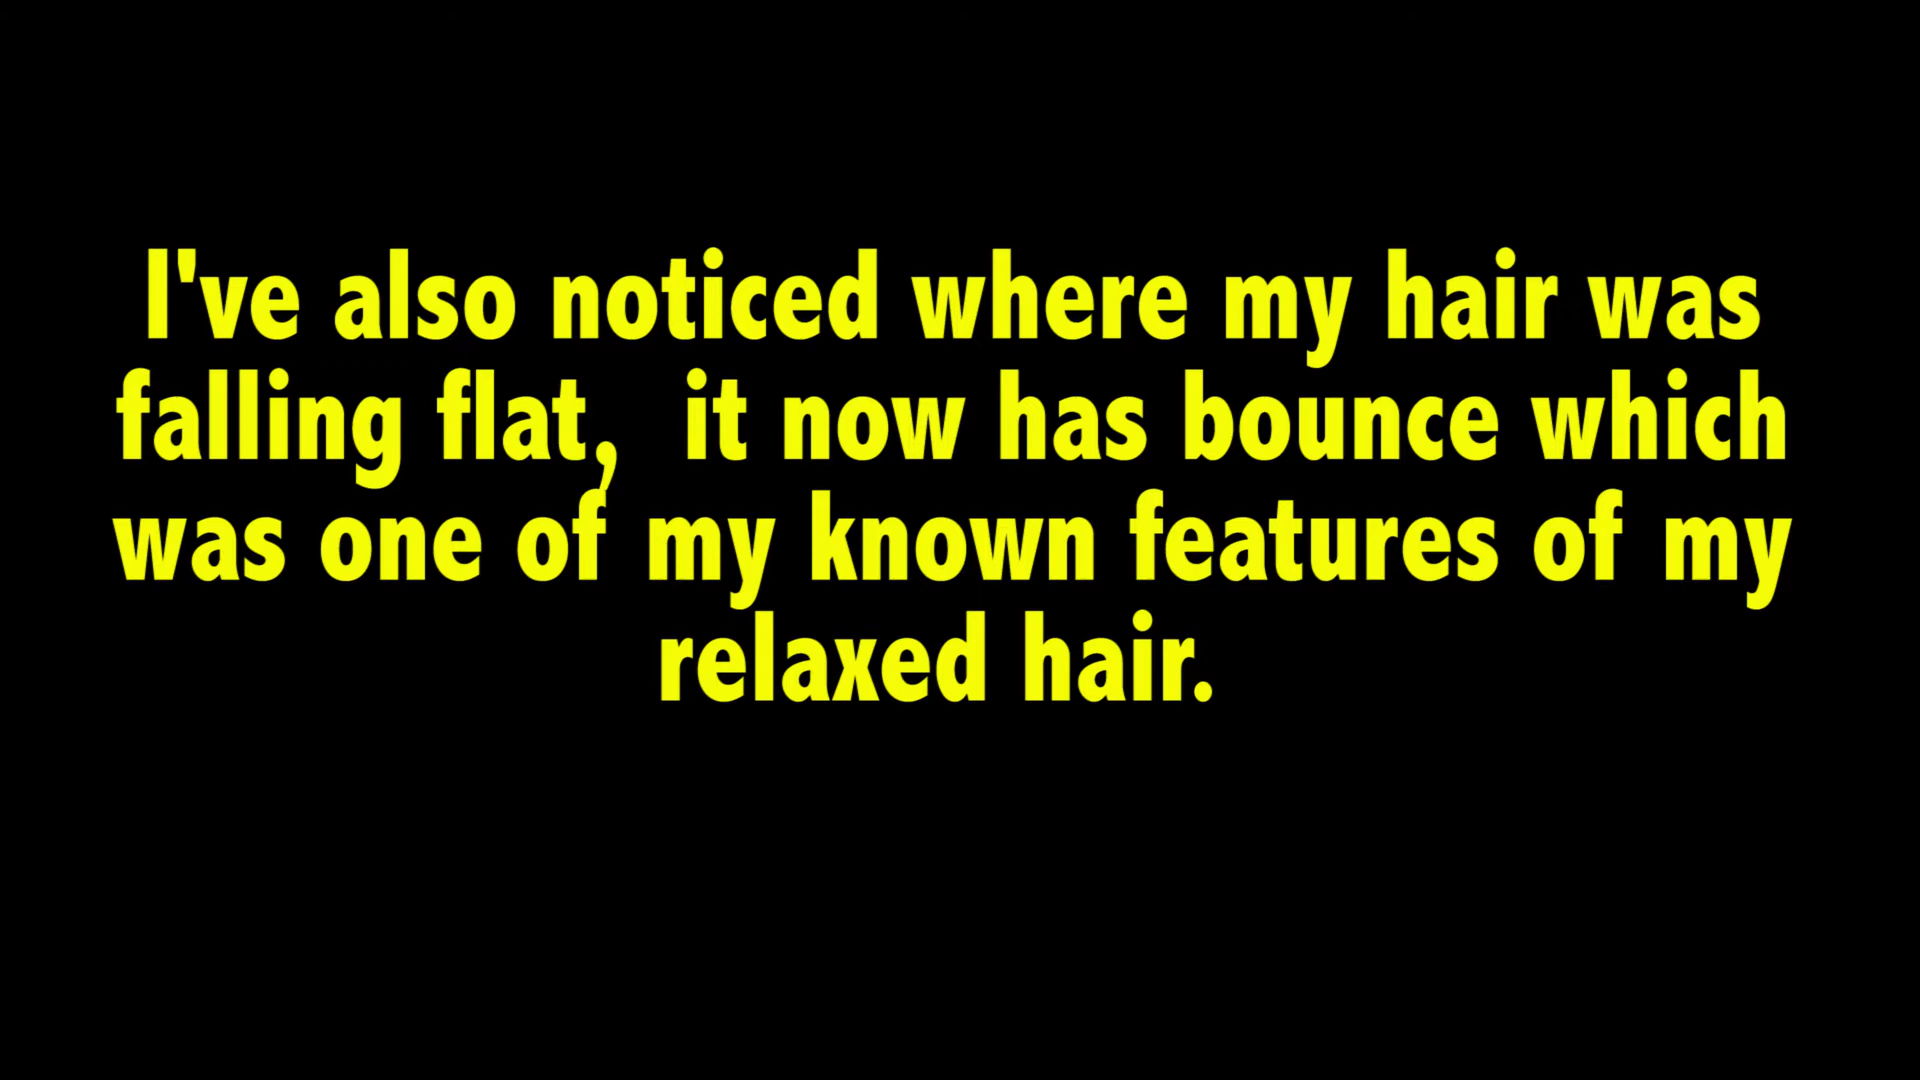 I've also noticed where my hair was
falling flat,  it now has bounce which
was one of my known features of my
relaxed hair.